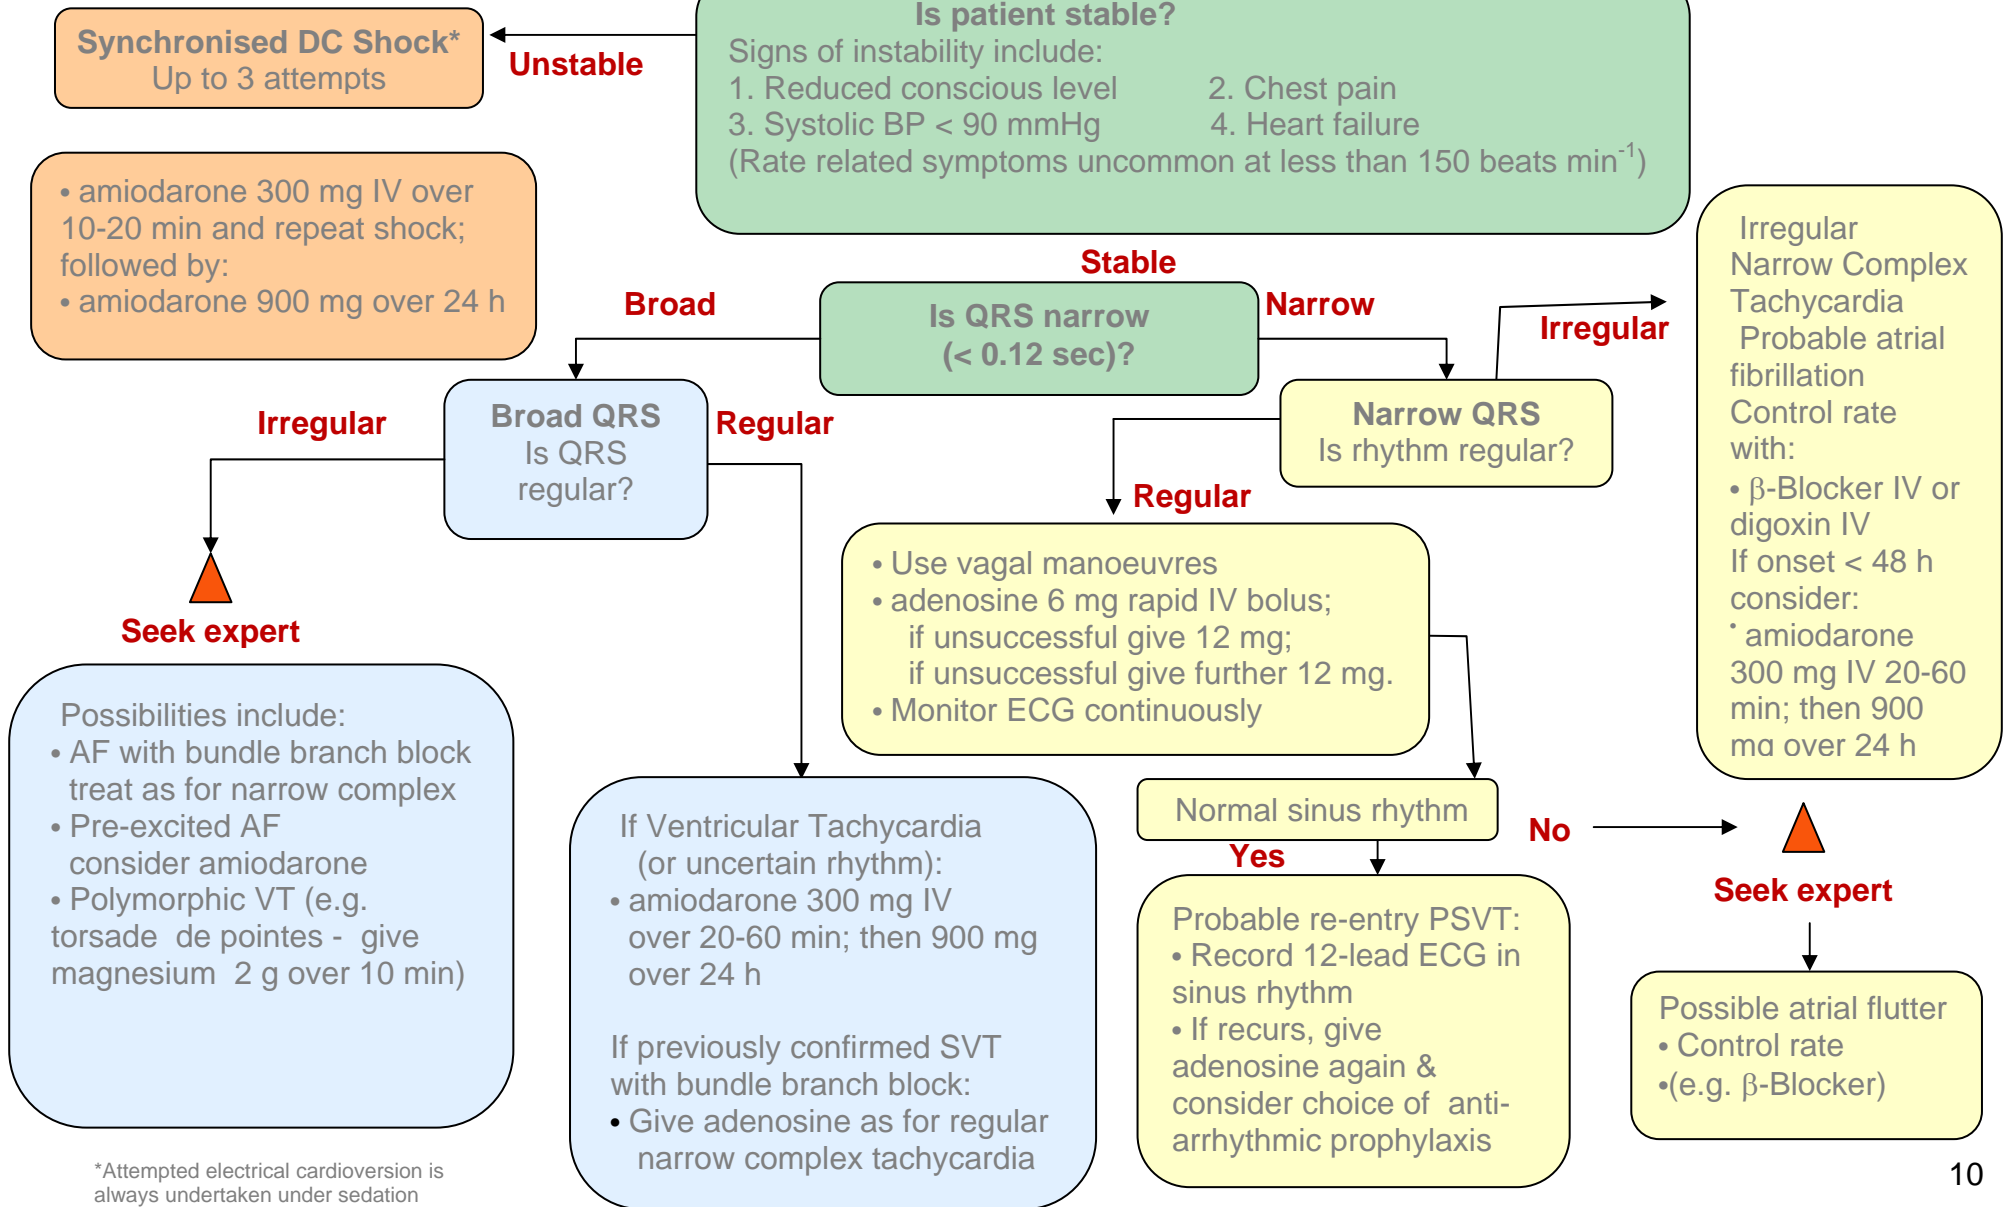 Is patient stable?
Signs of instability include:
1. Reduced conscious level 2. Chest pain
3. Systolic BP < 90 mmHg 4. Heart failure
(Rate related symptoms uncommon at less than 150 beats min⁻¹)
Unstable
Synchronised DC Shock*
Up to 3 attempts
• amiodarone 300 mg IV over
10-20 min and repeat shock;
followed by:
• amiodarone 900 mg over 24 h
Stable
Is QRS narrow
(< 0.12 sec)?
Broad
Narrow
Broad QRS
Is QRS
regular?
Irregular
Regular
Seek expert
Possibilities include:
• AF with bundle branch block
treat as for narrow complex
• Pre-excited AF
consider amiodarone
• Polymorphic VT (e.g.
torsade de pointes - give
magnesium 2 g over 10 min)
If Ventricular Tachycardia
(or uncertain rhythm):
• amiodarone 300 mg IV
over 20-60 min; then 900 mg
over 24 h
If previously confirmed SVT
with bundle branch block:
• Give adenosine as for regular
narrow complex tachycardia
Narrow QRS
Is rhythm regular?
Regular
Irregular
• Use vagal manoeuvres
• adenosine 6 mg rapid IV bolus;
if unsuccessful give 12 mg;
if unsuccessful give further 12 mg.
• Monitor ECG continuously
Irregular
Narrow Complex
Tachycardia
Probable atrial
fibrillation
Control rate
with:
• β-Blocker IV or
digoxin IV
If onset < 48 h
consider:
• amiodarone
300 mg IV 20-60
min; then 900
mg over 24 h
Normal sinus rhythm
Yes
No
Probable re-entry PSVT:
• Record 12-lead ECG in
sinus rhythm
• If recurs, give
adenosine again &
consider choice of anti-
arrhythmic prophylaxis
Seek expert
Possible atrial flutter
• Control rate
•(e.g. β-Blocker)
*Attempted electrical cardioversion is
always undertaken under sedation
10